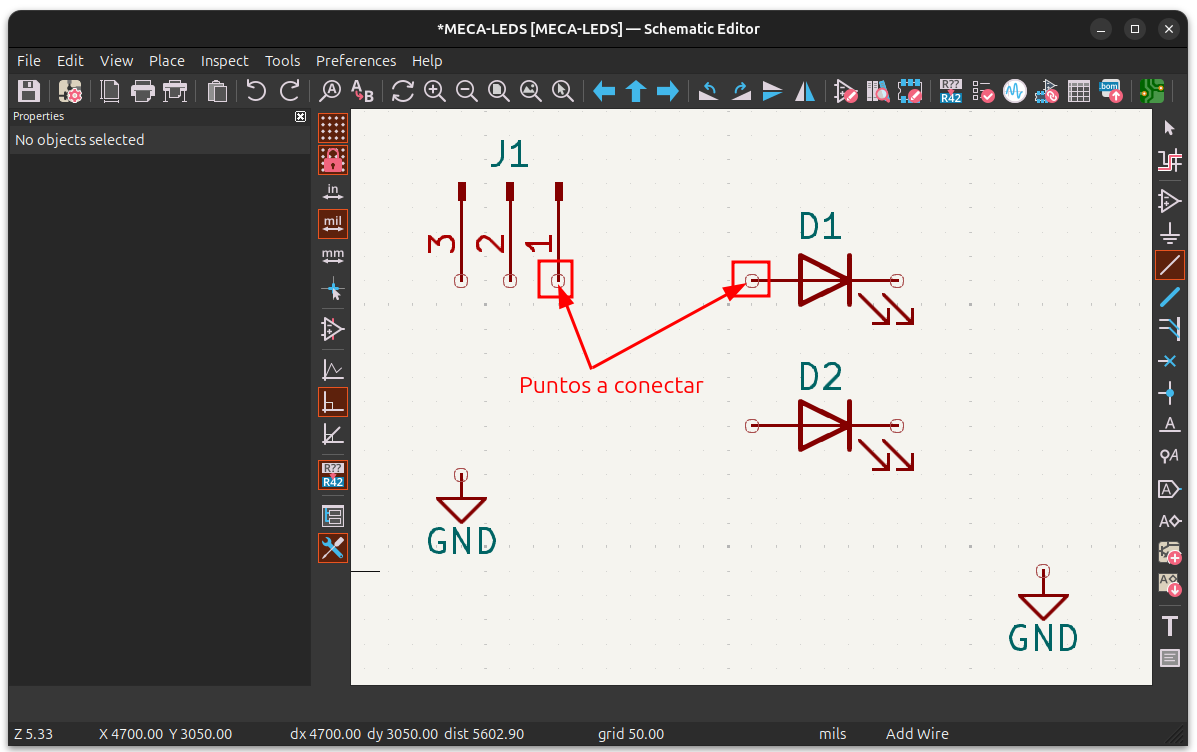 *MECA-LEDS [MECA-LEDS] — Schematic Editor
File Edit View Place Inspect Tools Preferences Help
A
B
R??
R42
.bom
Properties
No objects selected
in
mil
mm
R??
R42
J1
3 2 1
D1
Puntos a conectar
D2
GND
GND
A
A
A
A
A
T
Z 5.33 X 4700.00 Y 3050.00 dx 4700.00 dy 3050.00 dist 5602.90 grid 50.00 mils Add Wire